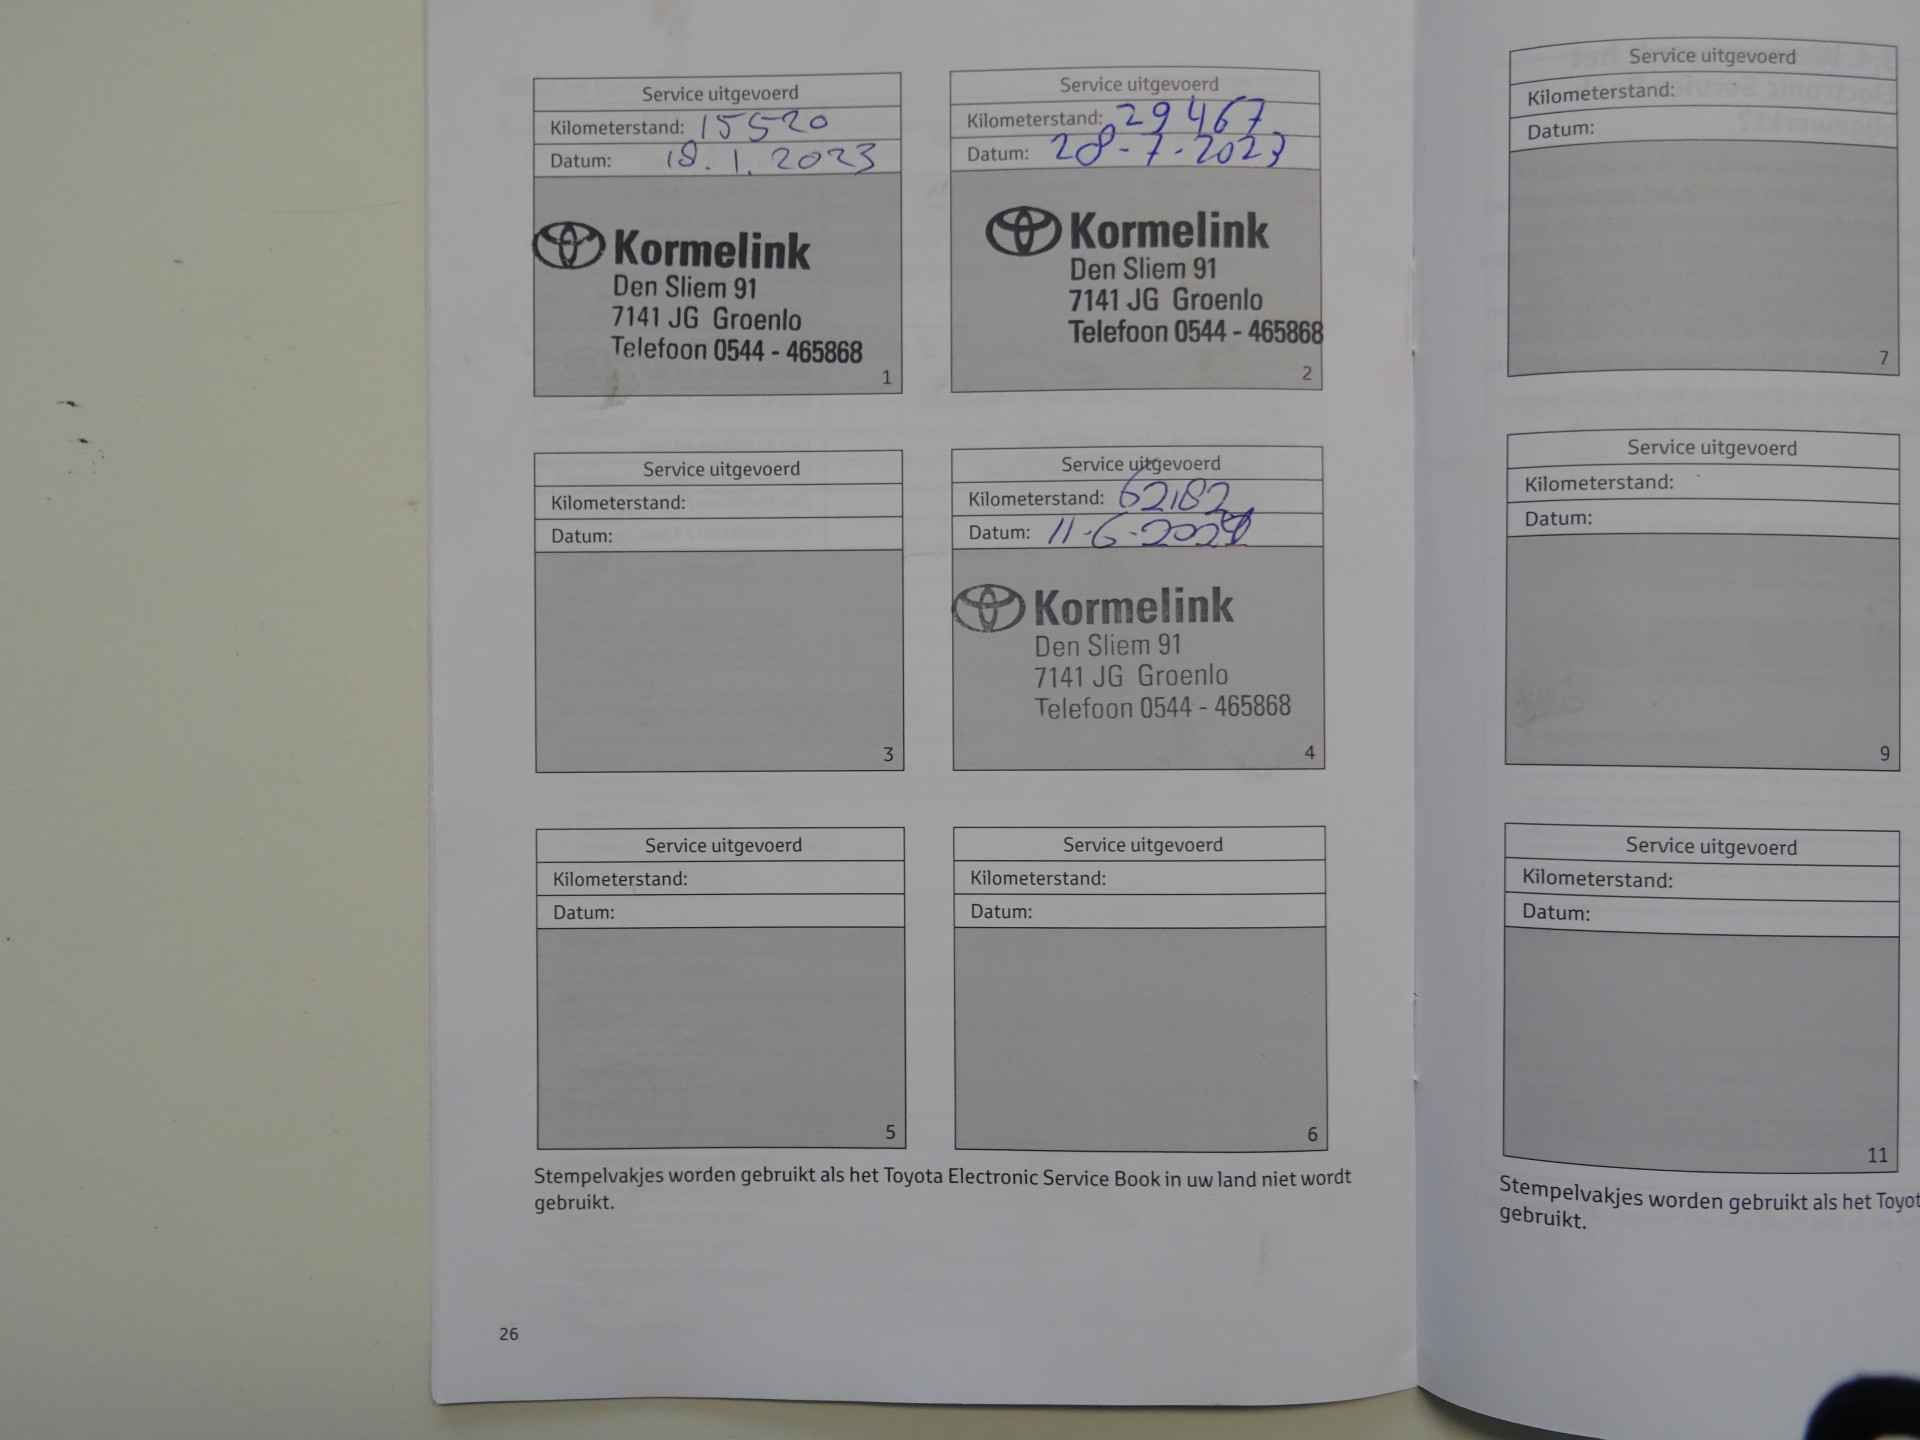 Service uitgevoerd
Kilometerstand: 15520
Datum: 18.1.2023
Kormelink
Den Sliem 91
7141 JG Groenlo
Telefoon 0544 - 465868
1
Service uitgevoerd
Kilometerstand: 29467
Datum: 28-7-2023
Kormelink
Den Sliem 91
7141 JG Groenlo
Telefoon 0544 - 465868
2
Service uitgevoerd
Kilometerstand:
Datum:
3
Service uitgevoerd
Kilometerstand: 62182
Datum: 11-6-2024
Kormelink
Den Sliem 91
7141 JG Groenlo
Telefoon 0544 - 465868
4
Service uitgevoerd
Kilometerstand:
Datum:
5
Service uitgevoerd
Kilometerstand:
Datum:
6
Stempelvakjes worden gebruikt als het Toyota Electronic Service Book in uw land niet wordt
gebruikt.
26
Service uitgevoerd
Kilometerstand:
Datum:
7
Service uitgevoerd
Kilometerstand:
Datum:
9
Service uitgevoerd
Kilometerstand:
Datum:
11
Stempelvakjes worden gebruikt als het Toyot
gebruikt.